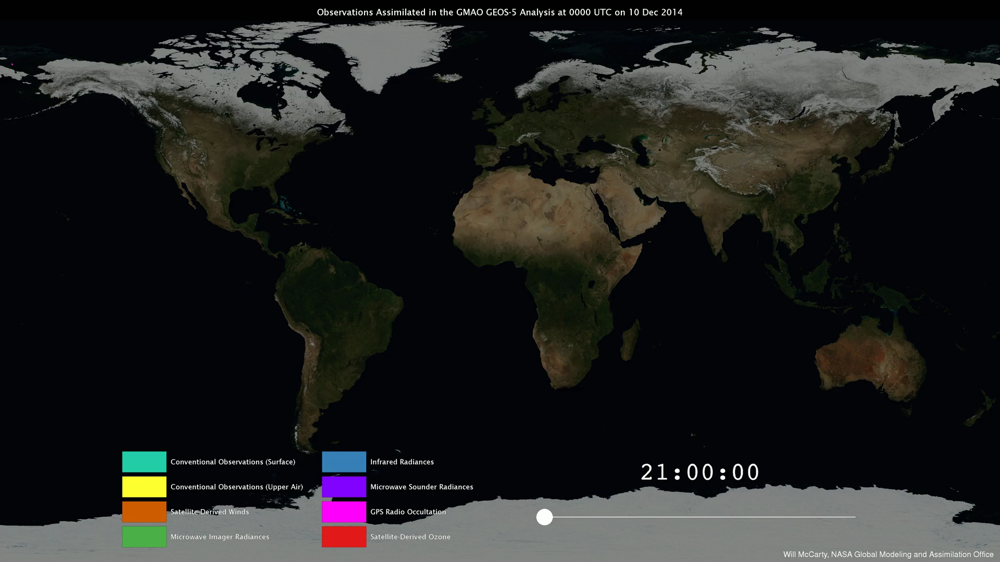 Observations Assimilated in the GMAO GEOS-5 Analysis at 0000 UTC on 10 Dec 2014
Conventional Observations (Surface)
Conventional Observations (Upper Air)
Satellite-Derived Winds
Microwave Imager Radiances
Infrared Radiances
Microwave Sounder Radiances
GPS Radio Occultation
Satellite-Derived Ozone
21:00:00
Will McCarty, NASA Global Modeling and Assimilation Office